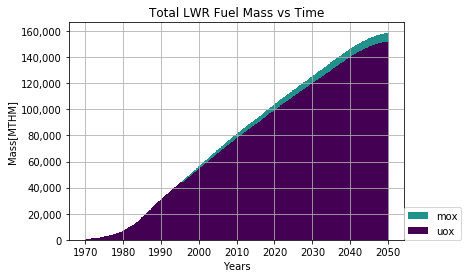 Total LWR Fuel Mass vs Time
160,000
140,000
120,000
100,000
80,000
60,000
40,000
20,000
0
Mass[MTHM]
1970 1980 1990 2000 2010 2020 2030 2040 2050
Years
mox
uox